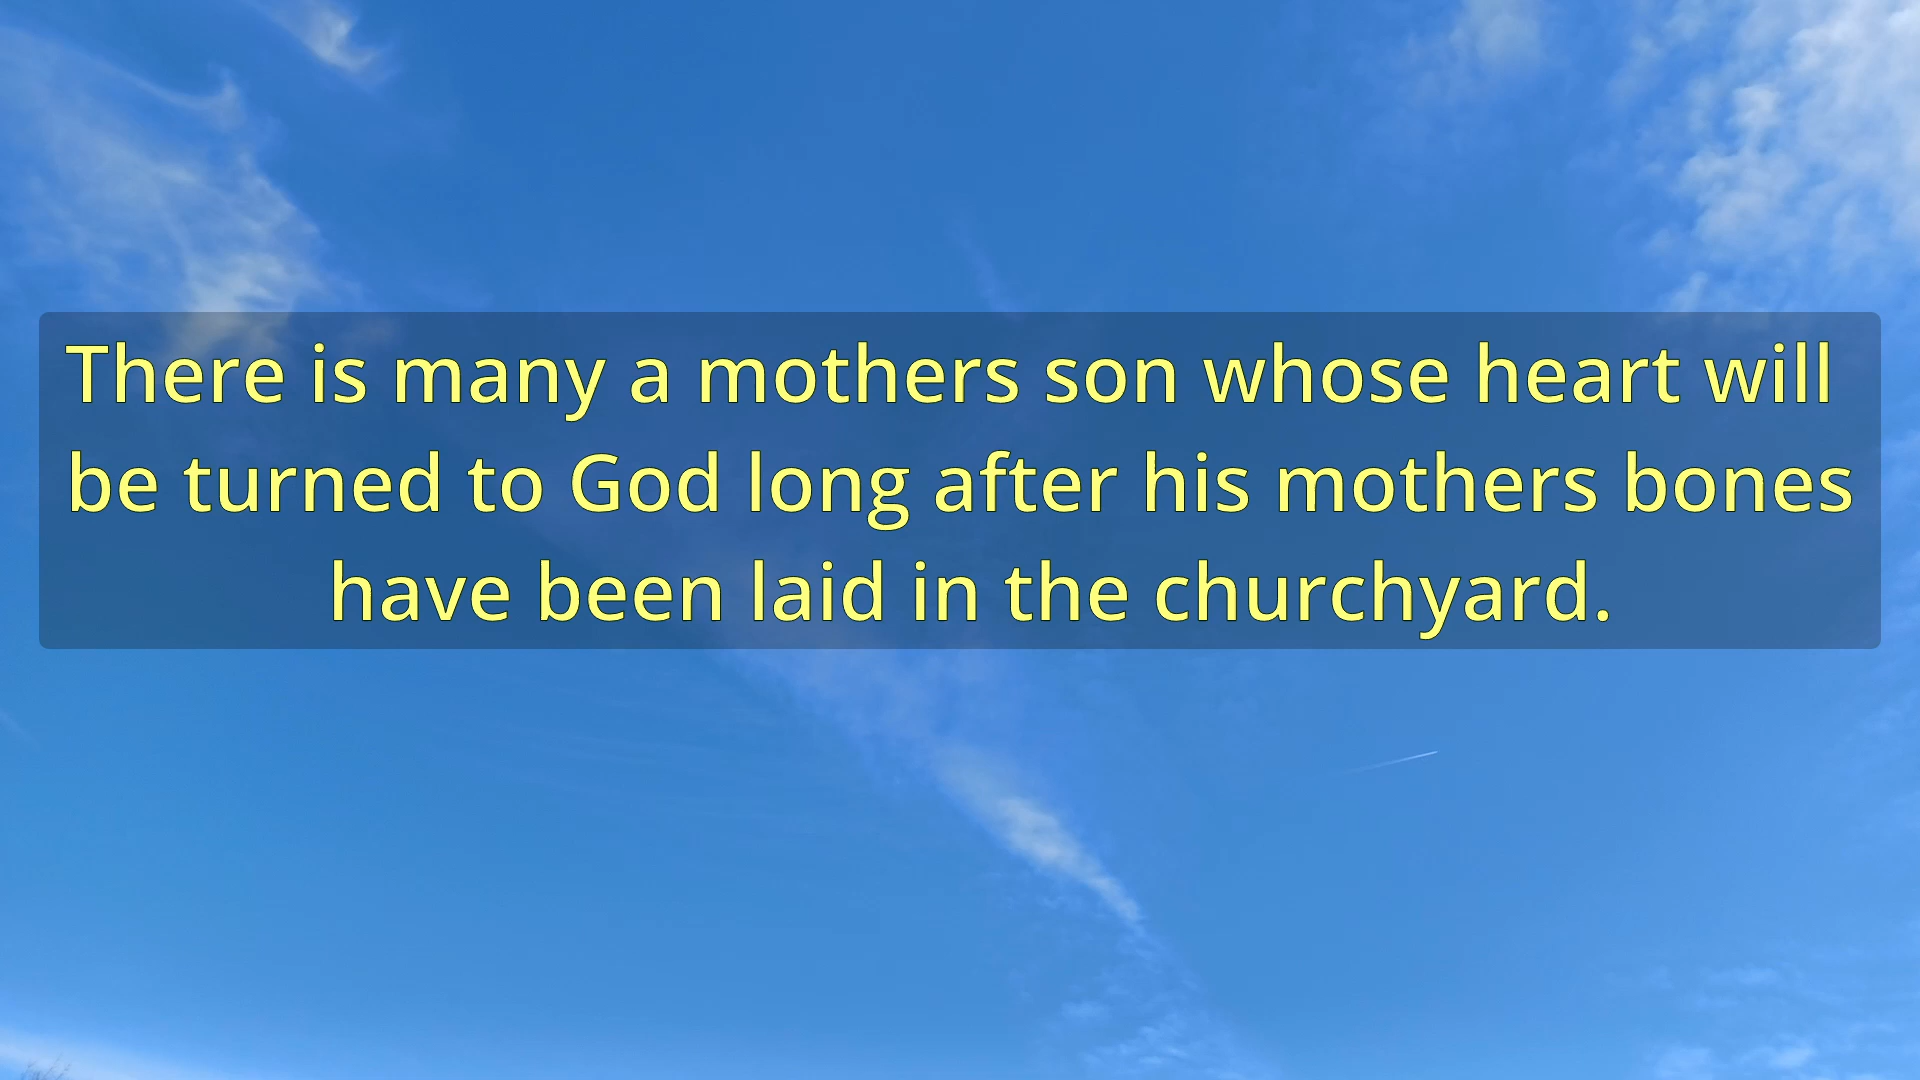 There is many a mothers son whose heart will
be turned to God long after his mothers bones
have been laid in the churchyard.